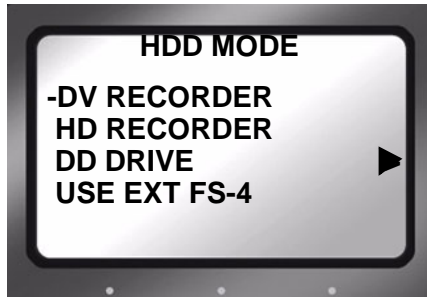 HDD MODE
-DV RECORDER
HD RECORDER
DD DRIVE
USE EXT FS-4